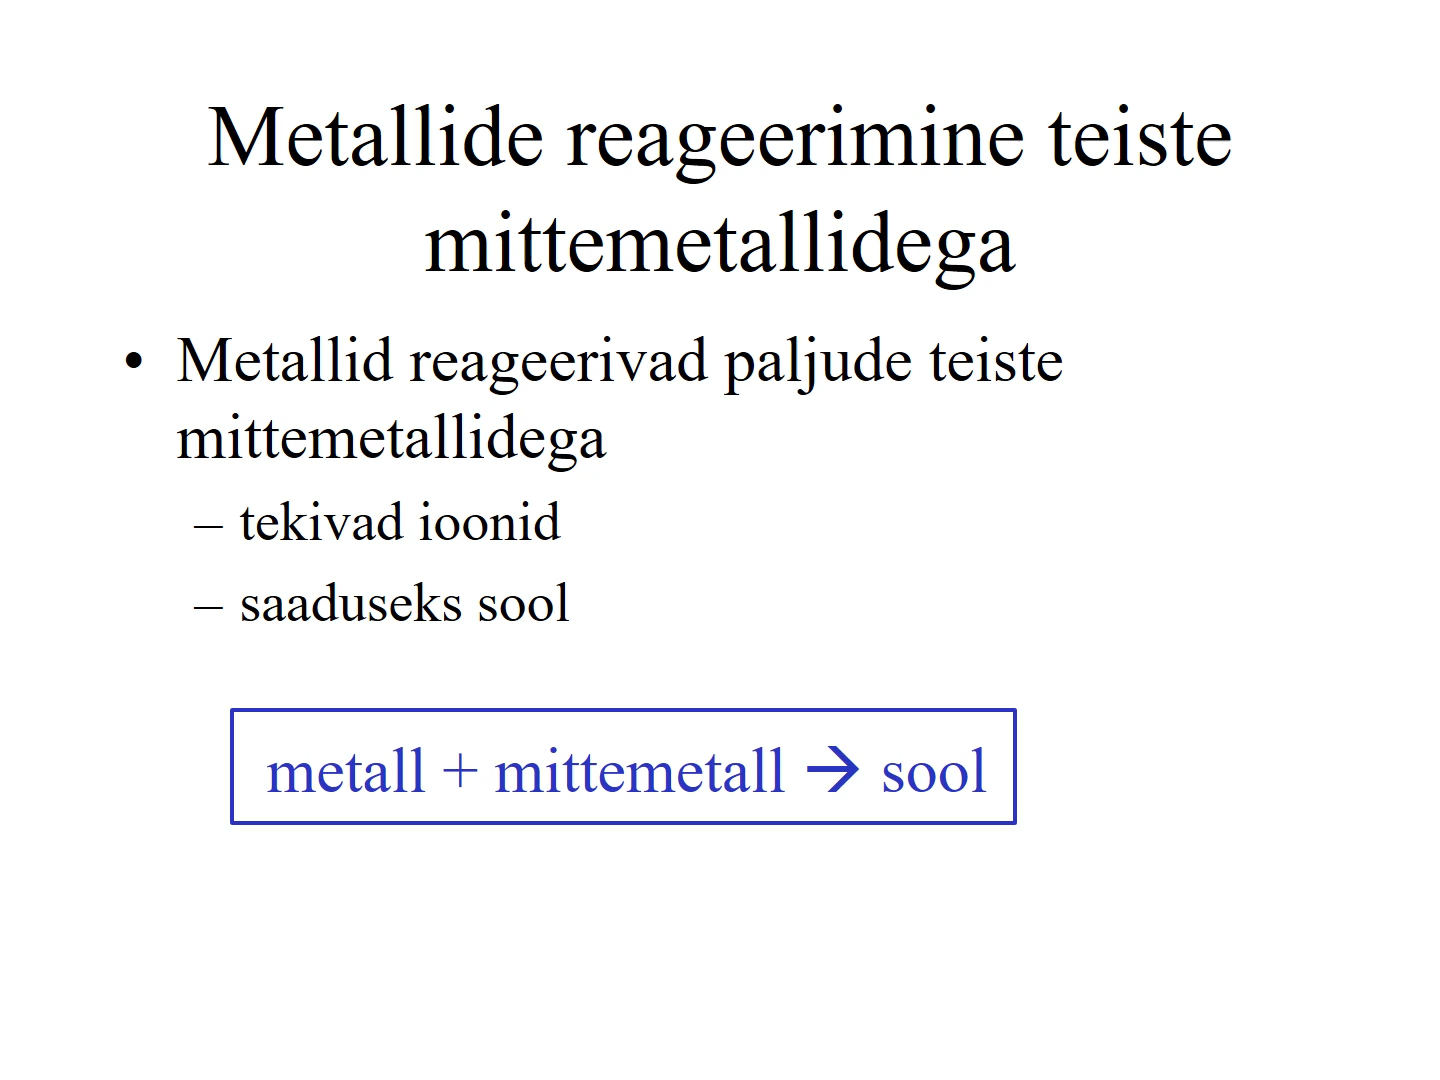 Metallide reageerimine teiste
mittemetallidega
• Metallid reageerivad paljude teiste
mittemetallidega
– tekivad ioonid
– saaduseks sool
metall + mittemetall → sool